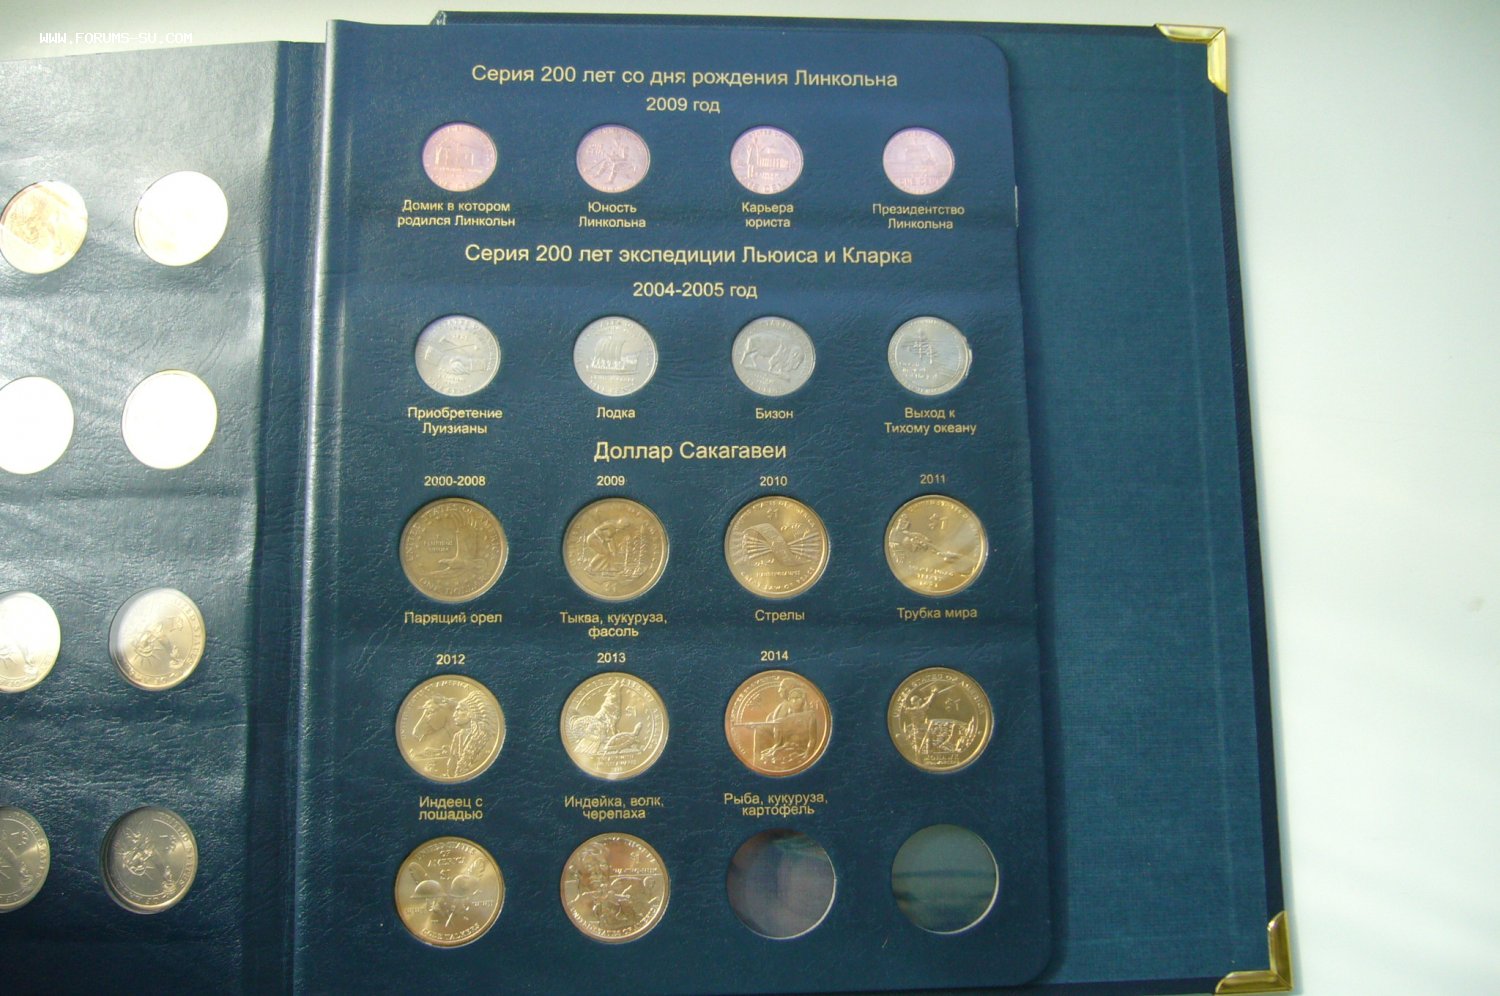 WWW.FORUMS-SU.COM
Серия 200 лет со дня рождения Линкольна
2009 год
Домик в котором
родился Линкольн
Юность
Линкольна
Карьера
юриста
Президентство
Линкольна
Серия 200 лет экспедиции Льюиса и Кларка
2004-2005 год
Приобретение
Луизианы
Лодка
Бизон
Выход к
Тихому океану
Доллар Сакагавеи
2000-2008
2009
2010
2011
Парящий орел
Тыква, кукуруза,
фасоль
Стрелы
Трубка мира
2012
2013
2014
Индеец с
лошадью
Индейка, волк,
черепаха
Рыба, кукуруза,
картофель